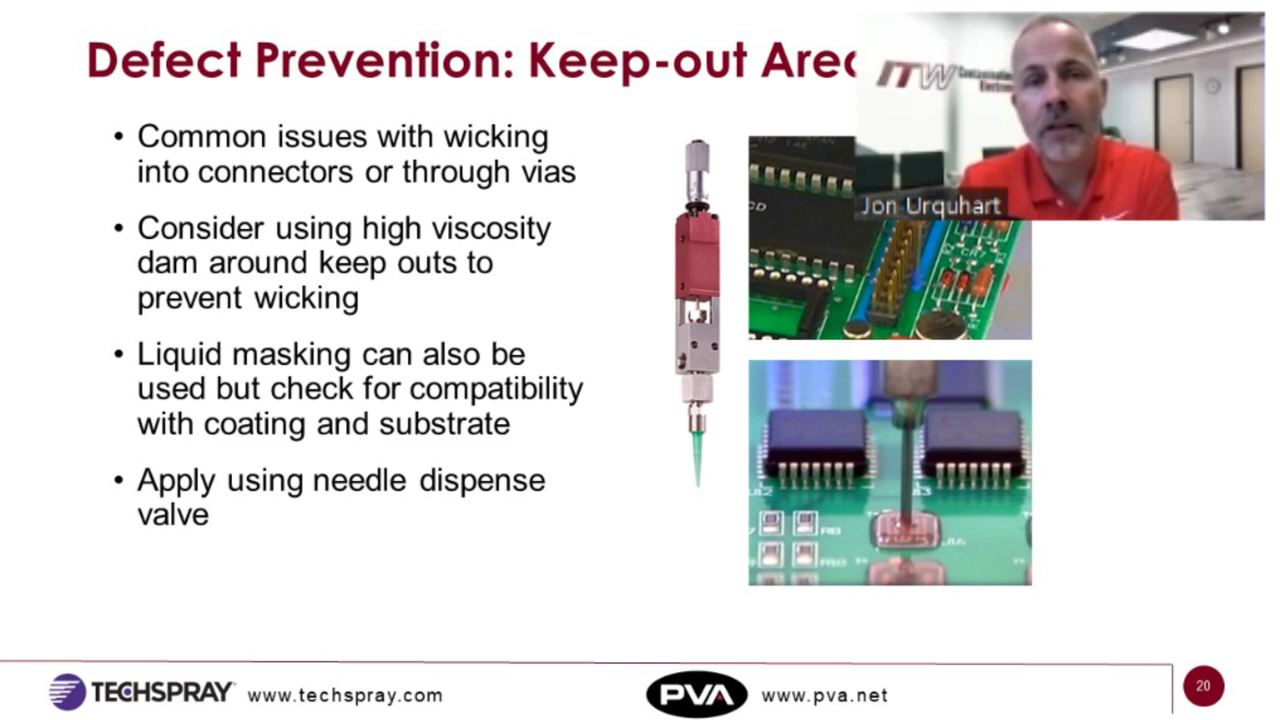 Defect Prevention: Keep-out
ITW
Jon Urquhart
• Common issues with wicking
into connectors or through vias
• Consider using high viscosity
dam around keep outs to
prevent wicking
• Liquid masking can also be
used but check for compatibility
with coating and substrate
• Apply using needle dispense
valve
R8
R10
TECHSPRAY
www.techspray.com
PVA
www.pva.net
20